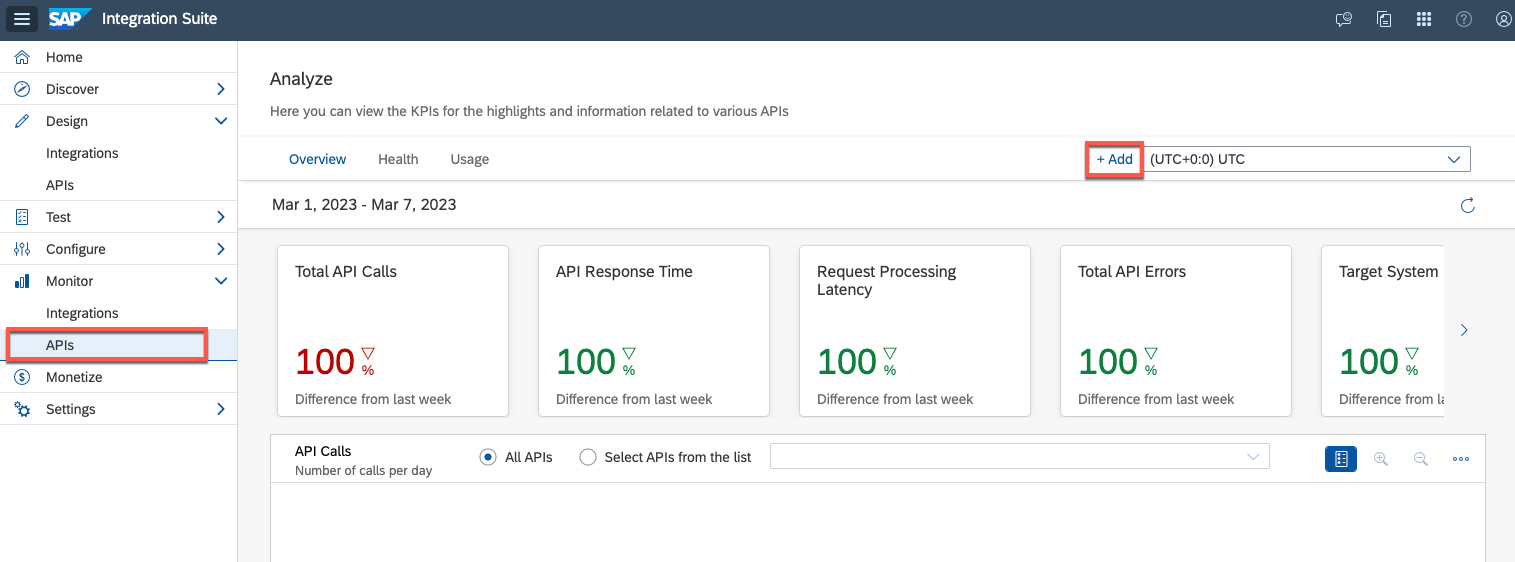 SAP Integration Suite
Home
Discover
Design
Integrations
APIs
Test
Configure
Monitor
Integrations
APIs
Monetize
Settings
Analyze
Here you can view the KPIs for the highlights and information related to various APIs
Overview Health Usage + Add (UTC+0:0) UTC
Mar 1, 2023 - Mar 7, 2023
Total API Calls
100 %
Difference from last week
API Response Time
100 %
Difference from last week
Request Processing
Latency
100 %
Difference from last week
Total API Errors
100 %
Difference from last week
Target System
100 %
Difference from
API Calls
Number of calls per day
All APIs Select APIs from the list